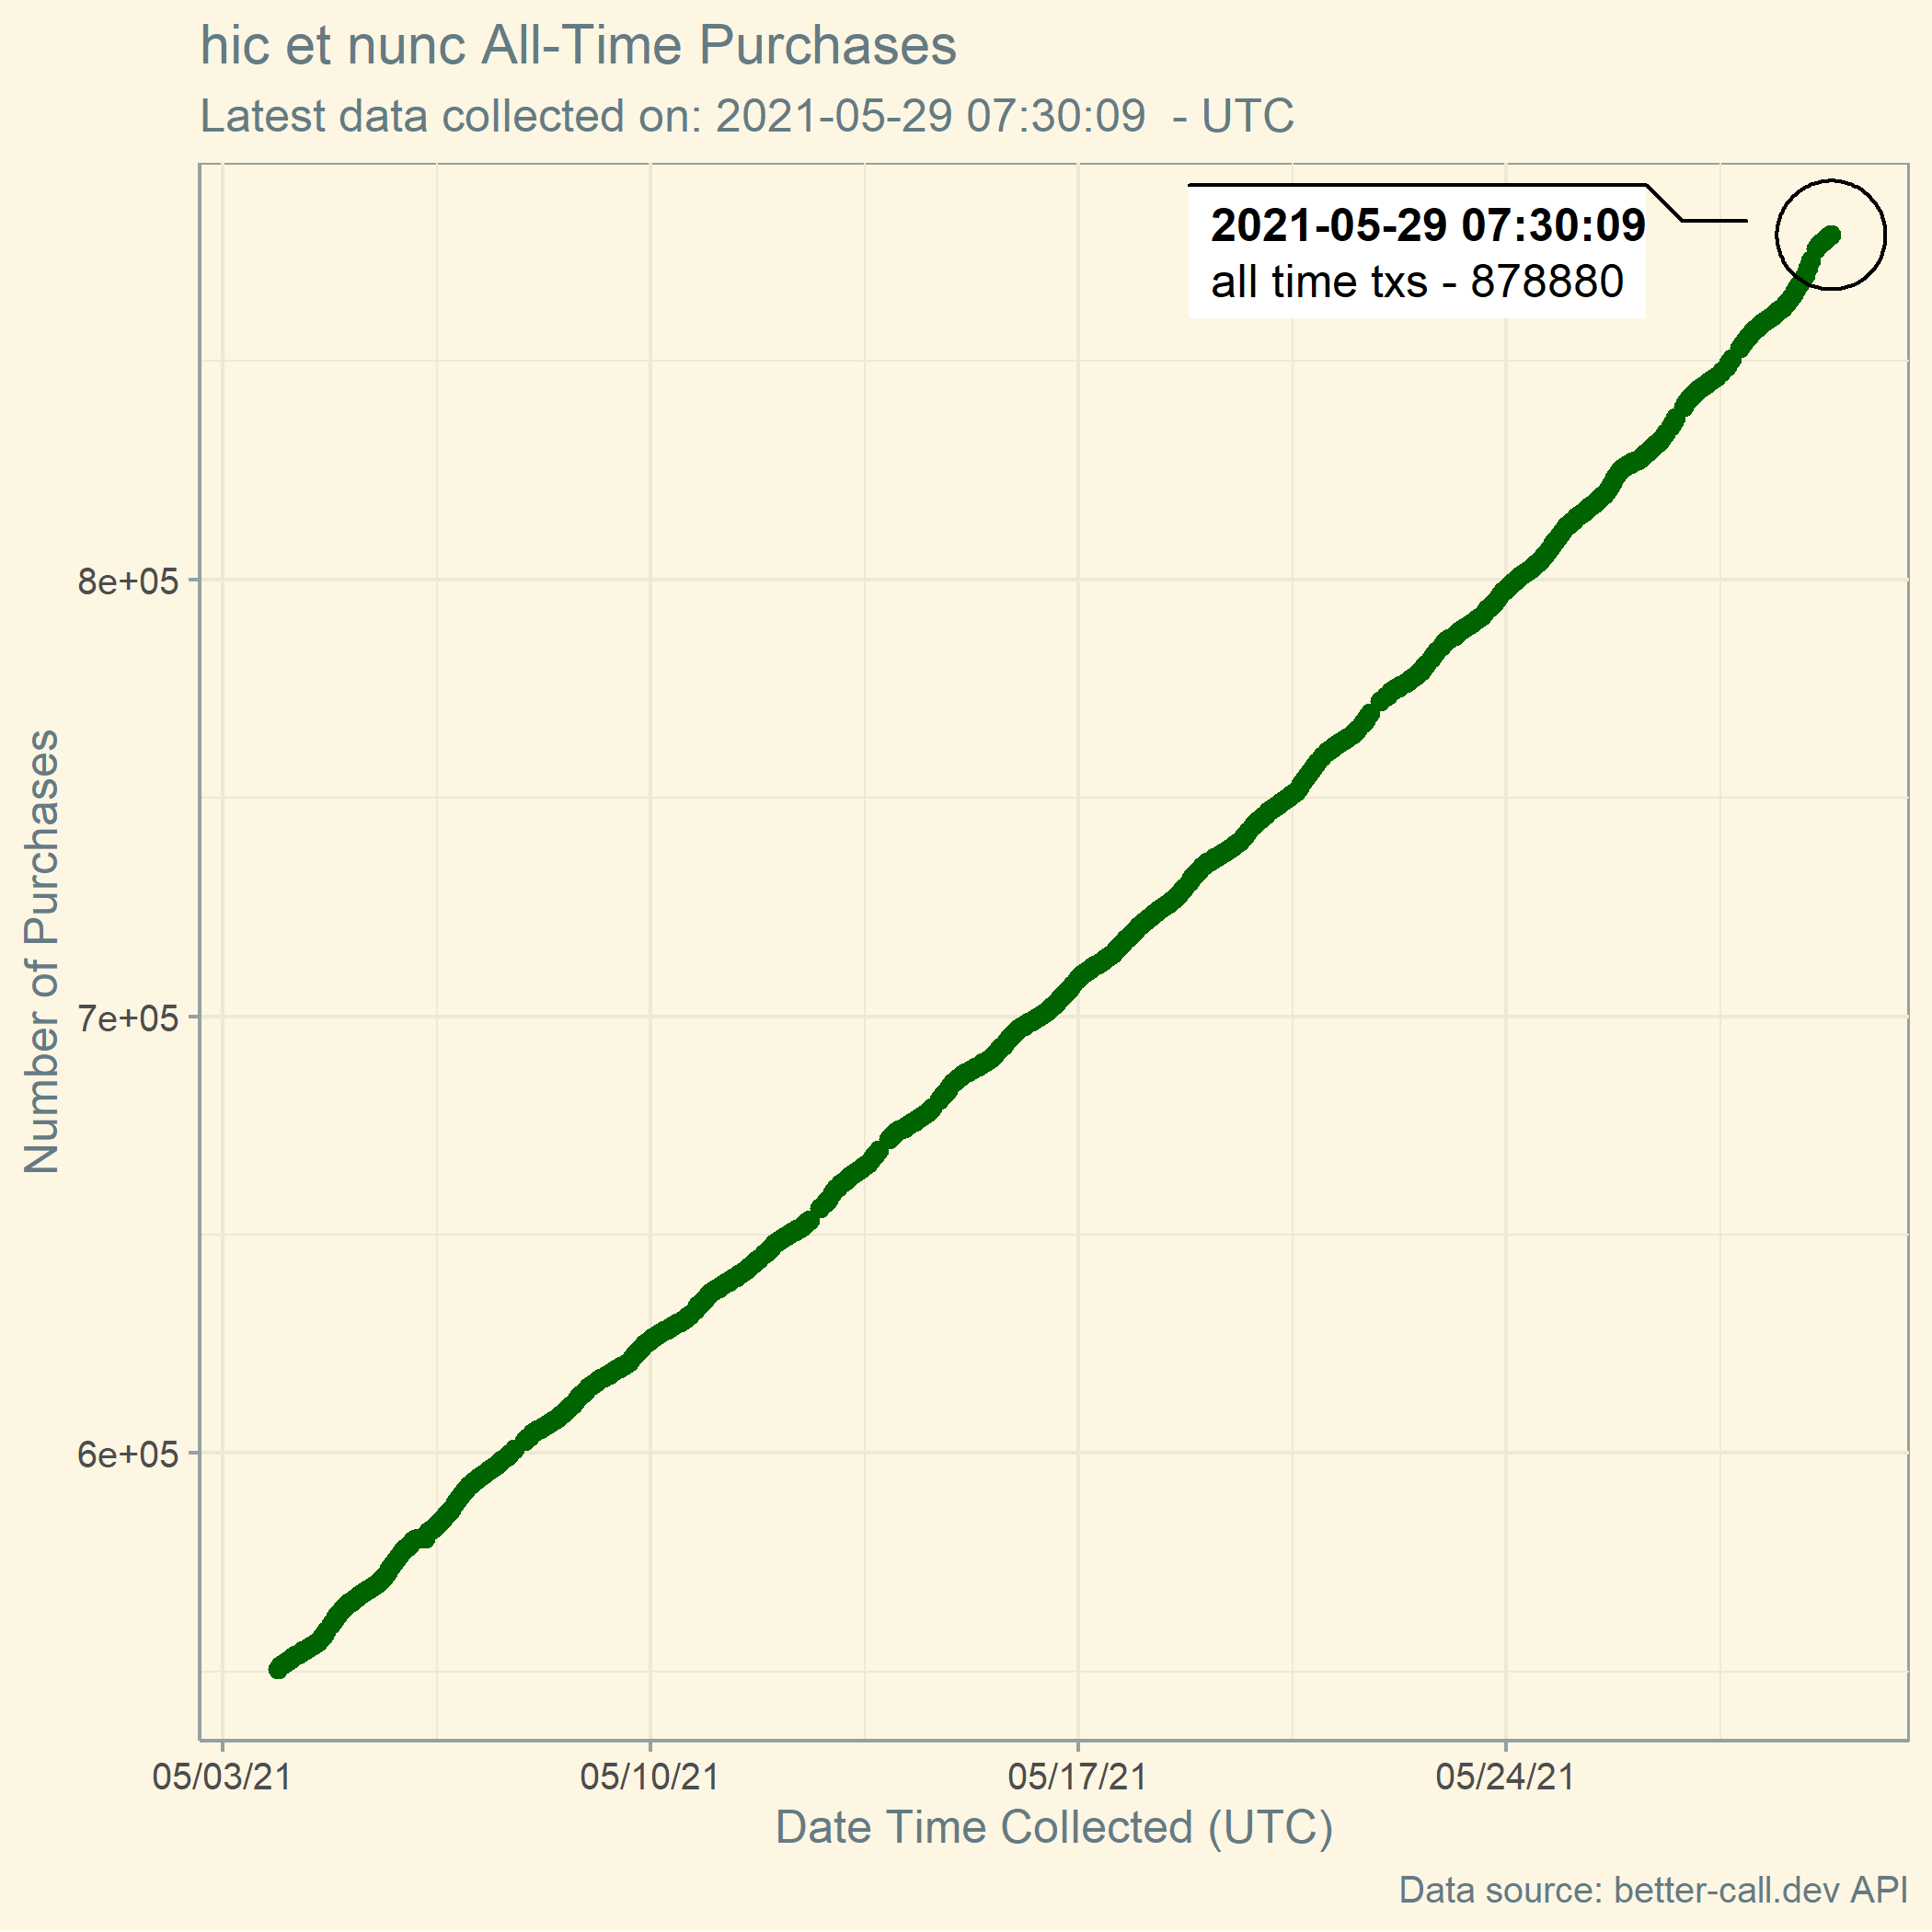 hic et nunc All-Time Purchases
Latest data collected on: 2021-05-29 07:30:09  - UTC
2021-05-29 07:30:09
all time txs - 878880
Number of Purchases
8e+05
7e+05
6e+05
05/03/21
05/10/21
05/17/21
05/24/21
Date Time Collected (UTC)
Data source: better-call.dev API